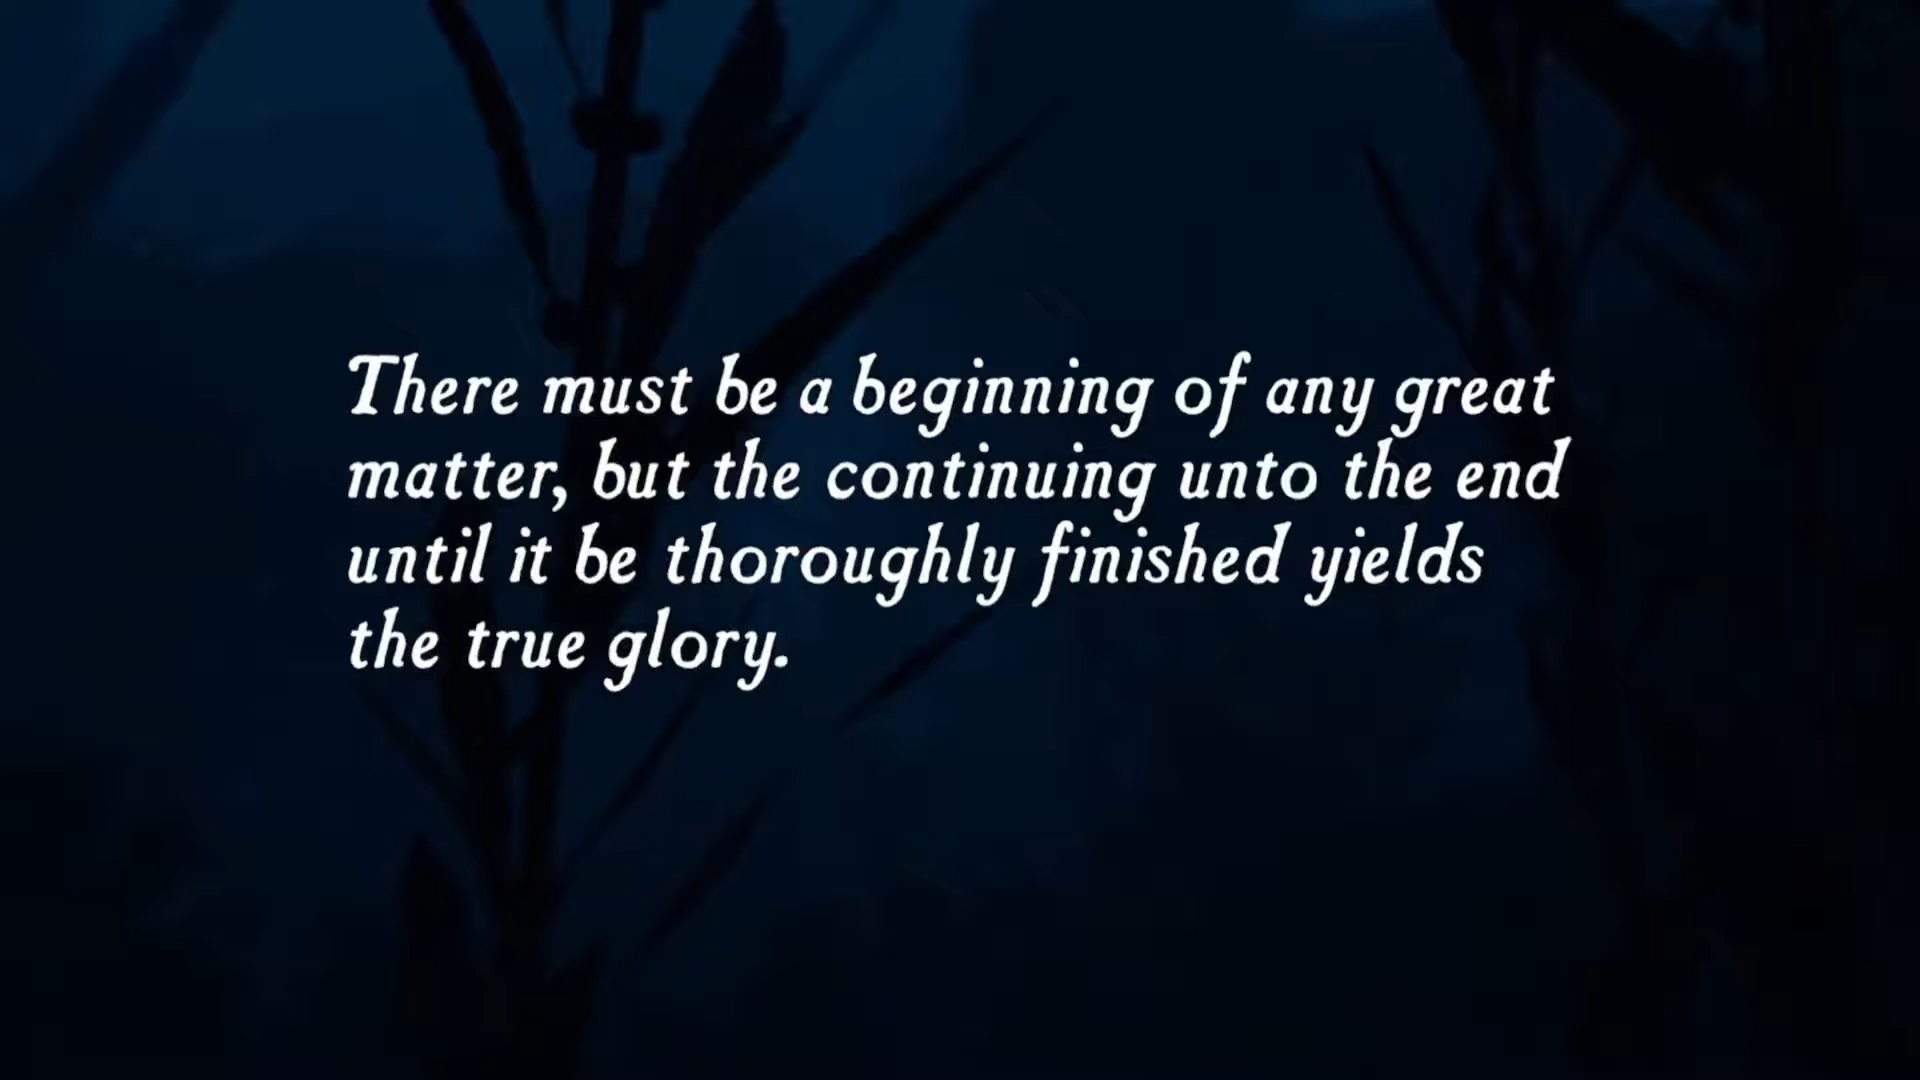 There must be a beginning of any great
matter, but the continuing unto the end
until it be thoroughly finished yields
the true glory.